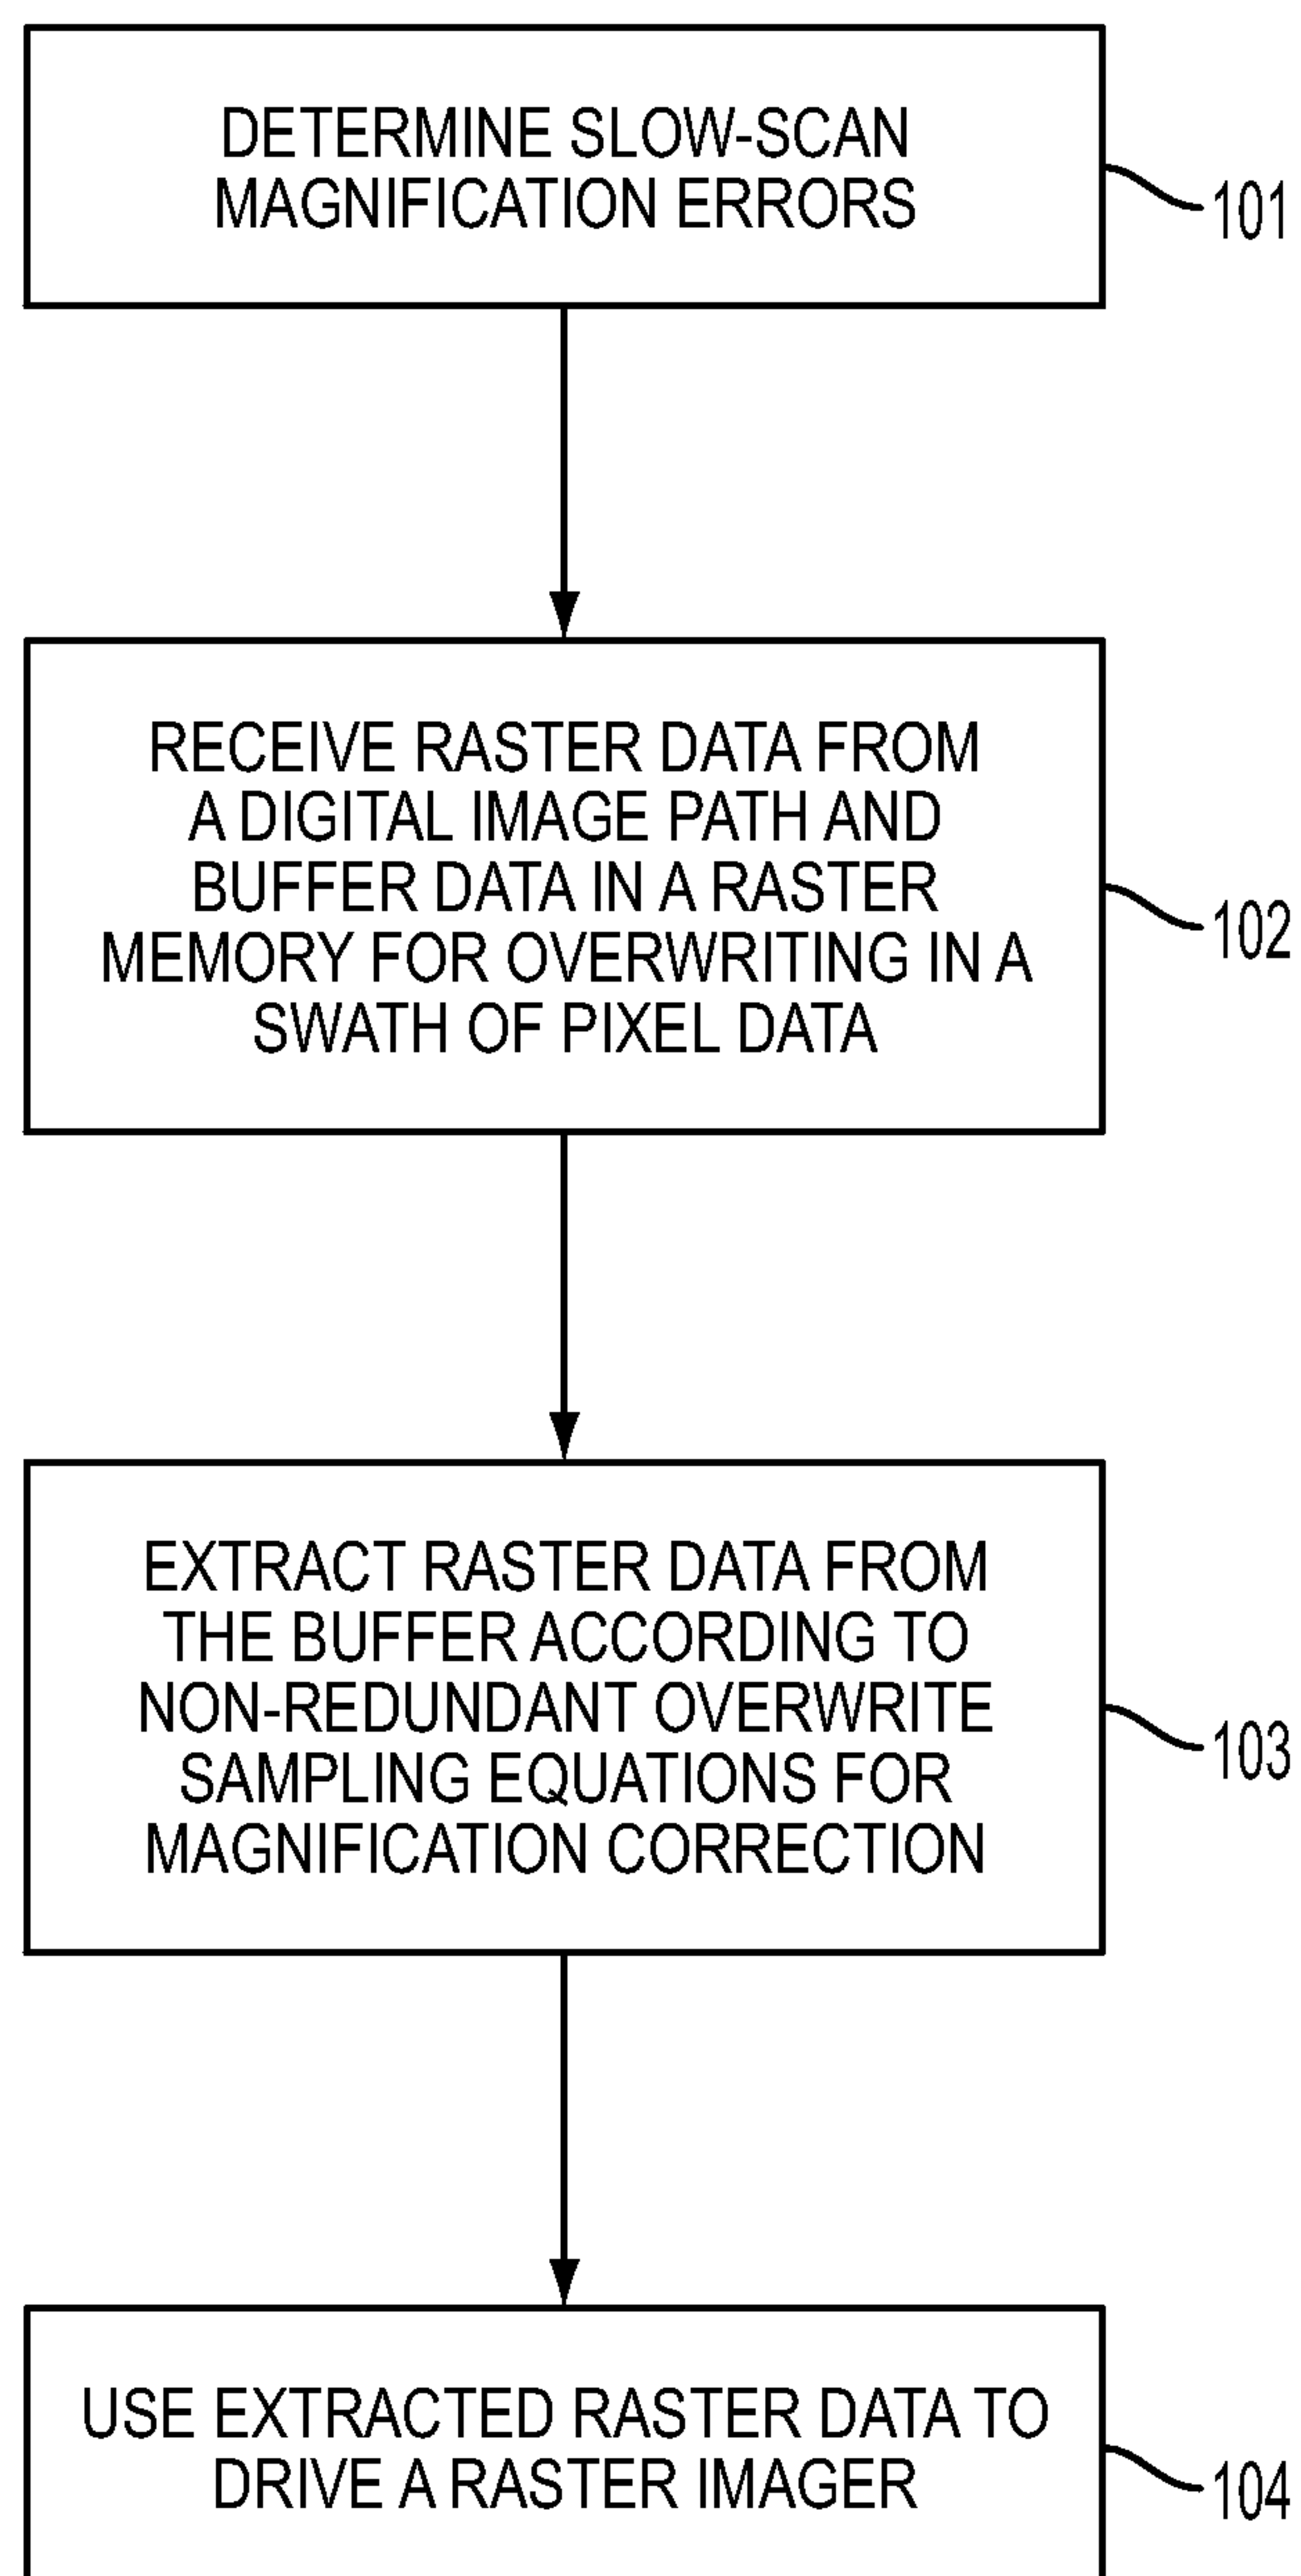 DETERMINE SLOW-SCAN
MAGNIFICATION ERRORS
101
RECEIVE RASTER DATA FROM
A DIGITAL IMAGE PATH AND
BUFFER DATA IN A RASTER
MEMORY FOR OVERWRITING IN A
SWATH OF PIXEL DATA
102
EXTRACT RASTER DATA FROM
THE BUFFER ACCORDING TO
NON-REDUNDANT OVERWRITE
SAMPLING EQUATIONS FOR
MAGNIFICATION CORRECTION
103
USE EXTRACTED RASTER DATA TO
DRIVE A RASTER IMAGER
104